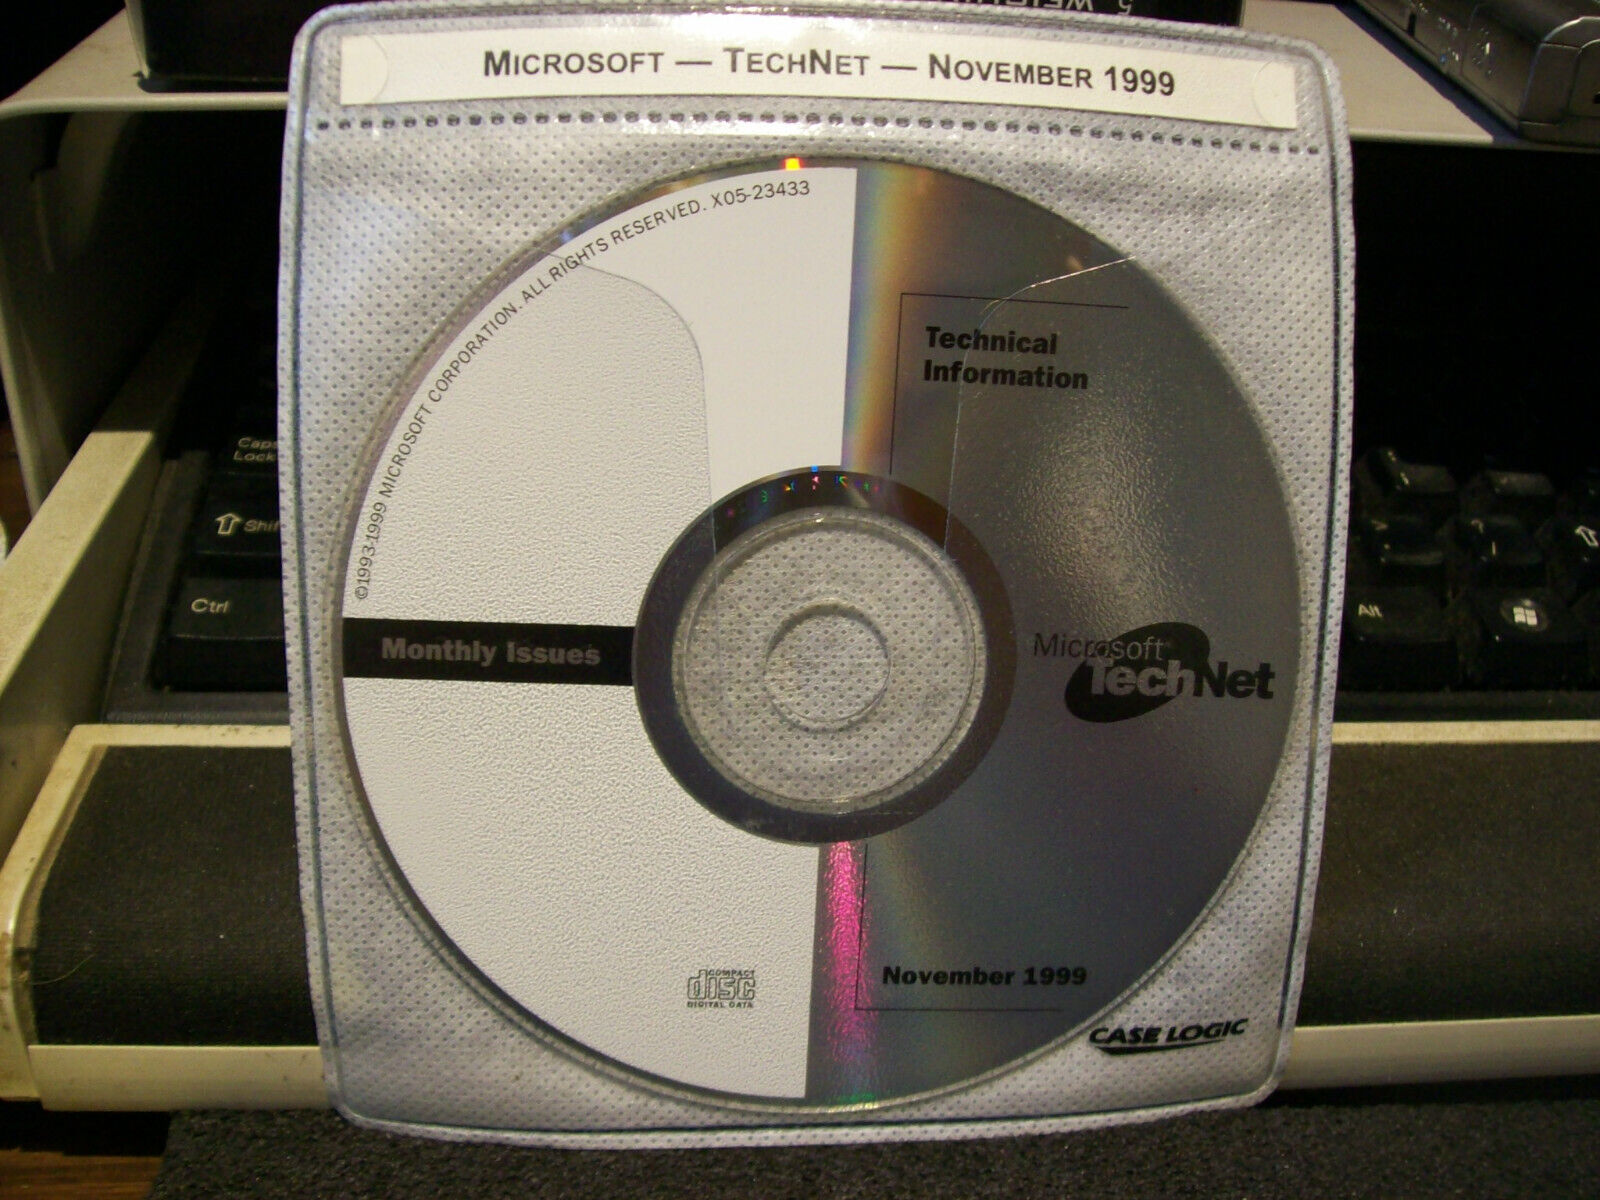 MICROSOFT — TECHNET — NOVEMBER 1999
©1993-1999 MICROSOFT CORPORATION. ALL RIGHTS RESERVED. X05-23433
Technical
Information
Monthly Issues
Microsoft
TechNet
COMPACT
disc
DIGITAL DATA
November 1999
CASE LOGIC
Caps
Lock
Ctrl
Alt